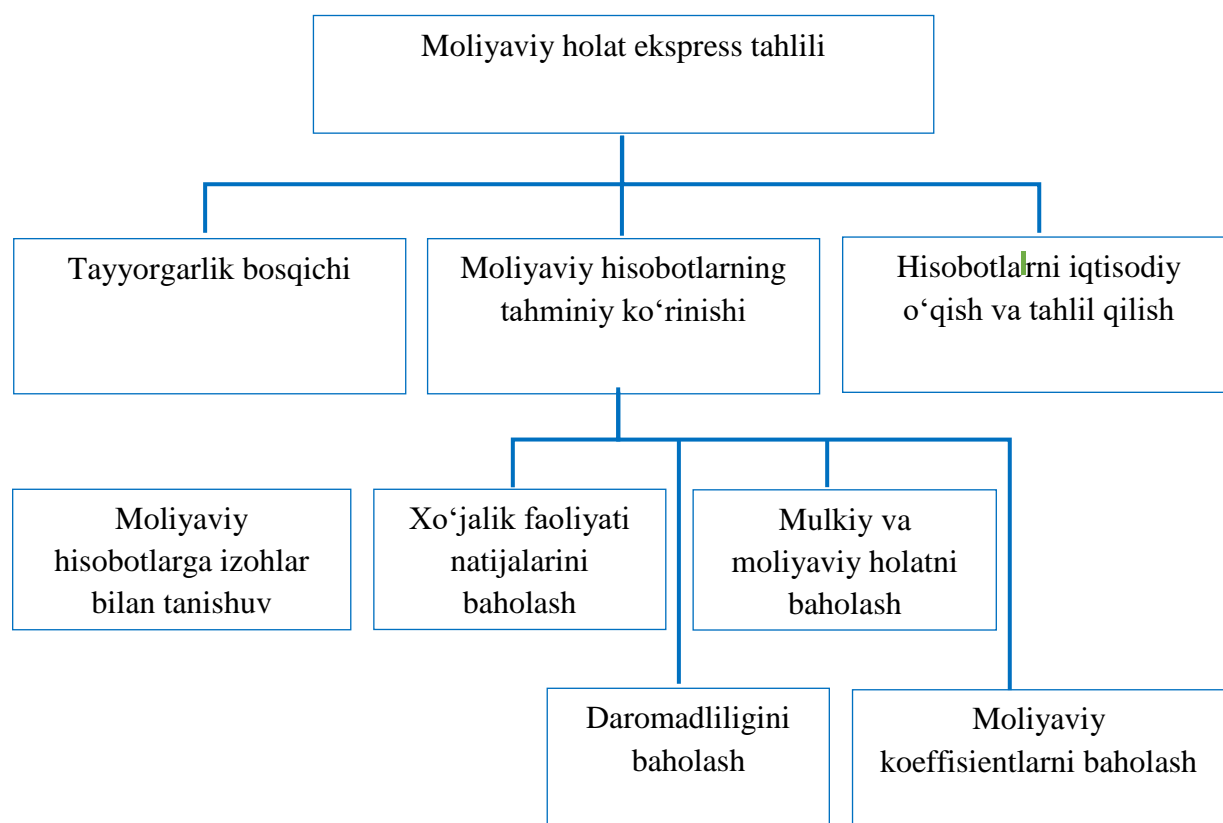 Moliyaviy holat ekspress tahlili
Tayyorgarlik bosqichi
Moliyaviy hisobotlarning
tahminiy ko‘rinishi
Hisobotlarni iqtisodiy
o‘qish va tahlil qilish
Moliyaviy
hisobotlarga izohlar
bilan tanishuv
Xo‘jalik faoliyati
natijalarini
baholash
Mulkiy va
moliyaviy holatni
baholash
Daromadliligini
baholash
Moliyaviy
koeffisientlarni baholash